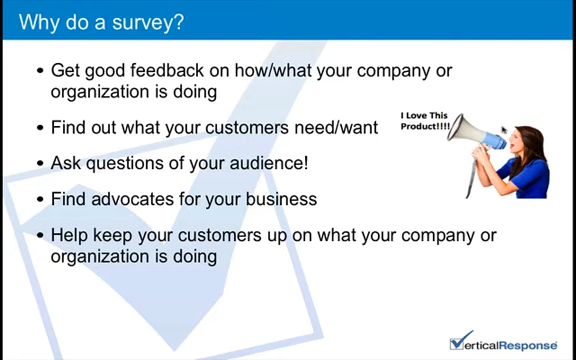 Why do a survey?
• Get good feedback on how/what your company or
organization is doing
• Find out what your customers need/want
• Ask questions of your audience!
• Find advocates for your business
• Help keep your customers up on what your company or
organization is doing
I Love This
Product!!!!
VerticalResponse